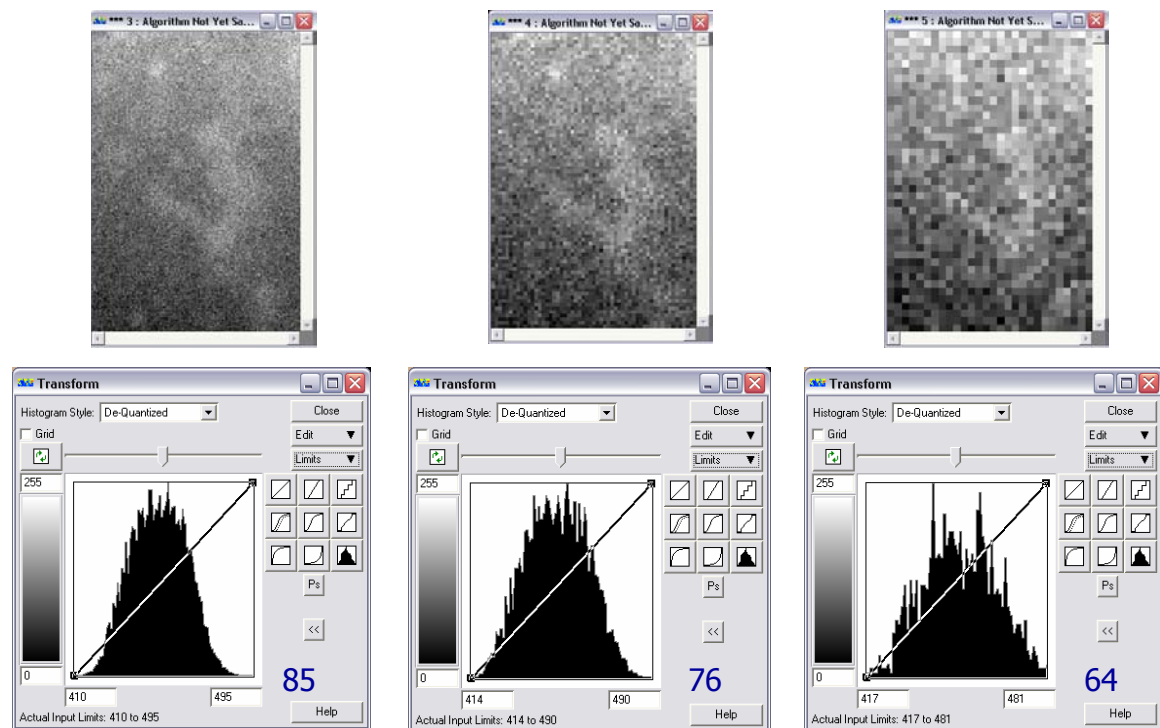 *** 3 : Algorithm Not Yet Sa...
*** 4 : Algorithm Not Yet Sa...
*** 5 : Algorithm Not Yet S...
Transform
Histogram Style: De-Quantized
Close
Grid
Edit
Limits
255
Ps
<<
0
85
410
495
Actual Input Limits: 410 to 495
Help
Transform
Histogram Style: De-Quantized
Close
Grid
Edit
Limits
255
Ps
<<
0
76
414
490
Actual Input Limits: 414 to 490
Help
Transform
Histogram Style: De-Quantized
Close
Grid
Edit
Limits
255
Ps
<<
0
64
417
481
Actual Input Limits: 417 to 481
Help